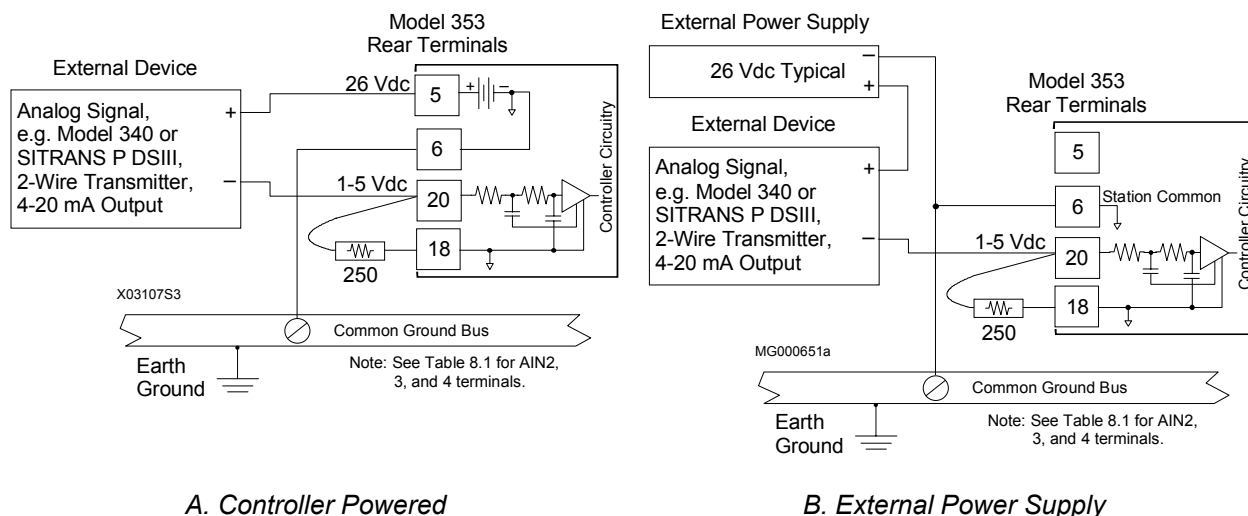 Model 353
Rear Terminals
External Device
26 Vdc
5
+
–
Analog Signal,
e.g. Model 340 or
SITRANS P DSIII,
2-Wire Transmitter,
4-20 mA Output
+
–
6
1-5 Vdc
20
18
250
Controller Circuitry
X03107S3
Common Ground Bus
Earth
Ground
Note: See Table 8.1 for AIN2,
3, and 4 terminals.
A. Controller Powered
External Power Supply
26 Vdc Typical
–
+
Model 353
Rear Terminals
External Device
Analog Signal,
e.g. Model 340 or
SITRANS P DSIII,
2-Wire Transmitter,
4-20 mA Output
+
–
5
6
Station Common
1-5 Vdc
20
18
250
Controller Circuitry
MG000651a
Common Ground Bus
Earth
Ground
Note: See Table 8.1 for AIN2,
3, and 4 terminals.
B. External Power Supply